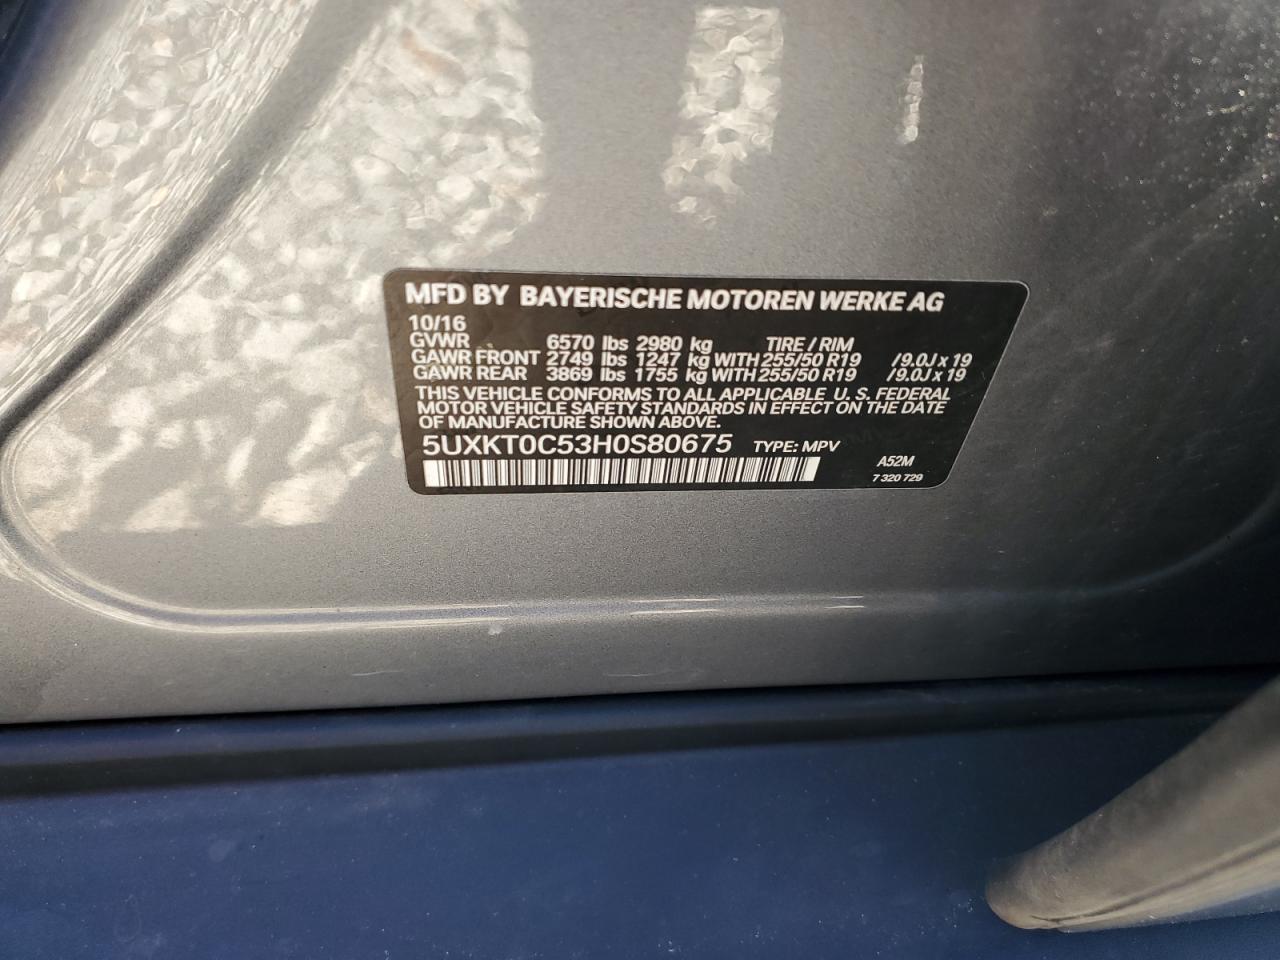 MFD BY BAYERISCHE MOTOREN WERKE AG
10/16
GVWR 6570 lbs 2980 kg TIRE / RIM
GAWR FRONT 2749 lbs 1247 kg WITH 255/50 R19 /9.0J x 19
GAWR REAR 3869 lbs 1755 kg WITH 255/50 R19 /9.0J x 19
THIS VEHICLE CONFORMS TO ALL APPLICABLE U. S. FEDERAL
MOTOR VEHICLE SAFETY STANDARDS IN EFFECT ON THE DATE
OF MANUFACTURE SHOWN ABOVE.
5UXKT0C53H0S80675 TYPE: MPV
A52M
7 320 729